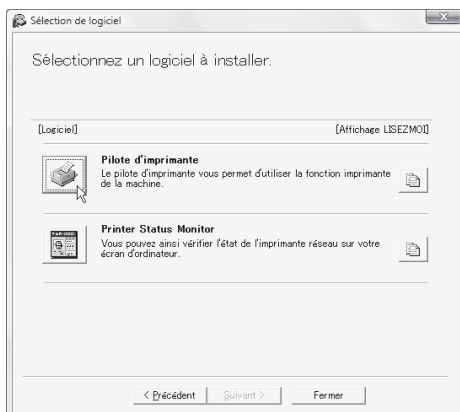 Sélection de logiciel
Sélectionnez un logiciel à installer.
[Logiciel] [Affichage LISEZMOI]
Pilote d'imprimante
Le pilote d'imprimante vous permet d'utiliser la fonction imprimante
de la machine.
Printer Status Monitor
Vous pouvez ainsi vérifier l'état de l'imprimante réseau sur votre
écran d'ordinateur.
< Précédent Suivant > Fermer